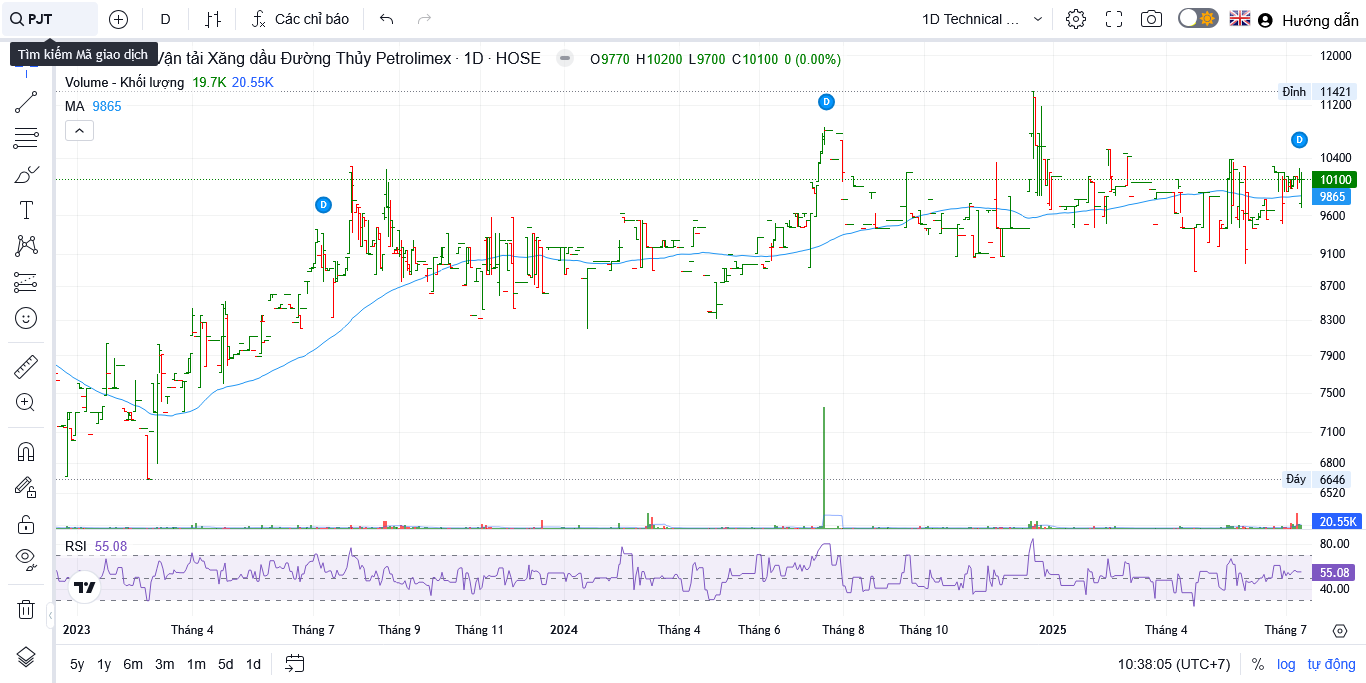 PJT D Các chỉ báo 1D Technical ... Hướng dẫn
Tìm kiếm Mã giao dịch
Vận tải Xăng dầu Đường Thủy Petrolimex · 1D · HOSE O9770 H10200 L9700 C10100 0 (0.00%)
Volume - Khối lượng 19.7K 20.55K
MA 9865
D
D
D
12000
Đỉnh 11421
11200
10400
10100
9865
9600
9100
8700
8300
7900
7500
7100
6800
Đáy 6646
6520
20.55K
RSI 55.08
80.00
55.08
40.00
2023 Tháng 4 Tháng 7 Tháng 9 Tháng 11 2024 Tháng 4 Tháng 6 Tháng 8 Tháng 10 2025 Tháng 4 Tháng 7
5y 1y 6m 3m 1m 5d 1d 10:38:05 (UTC+7) % log tự động